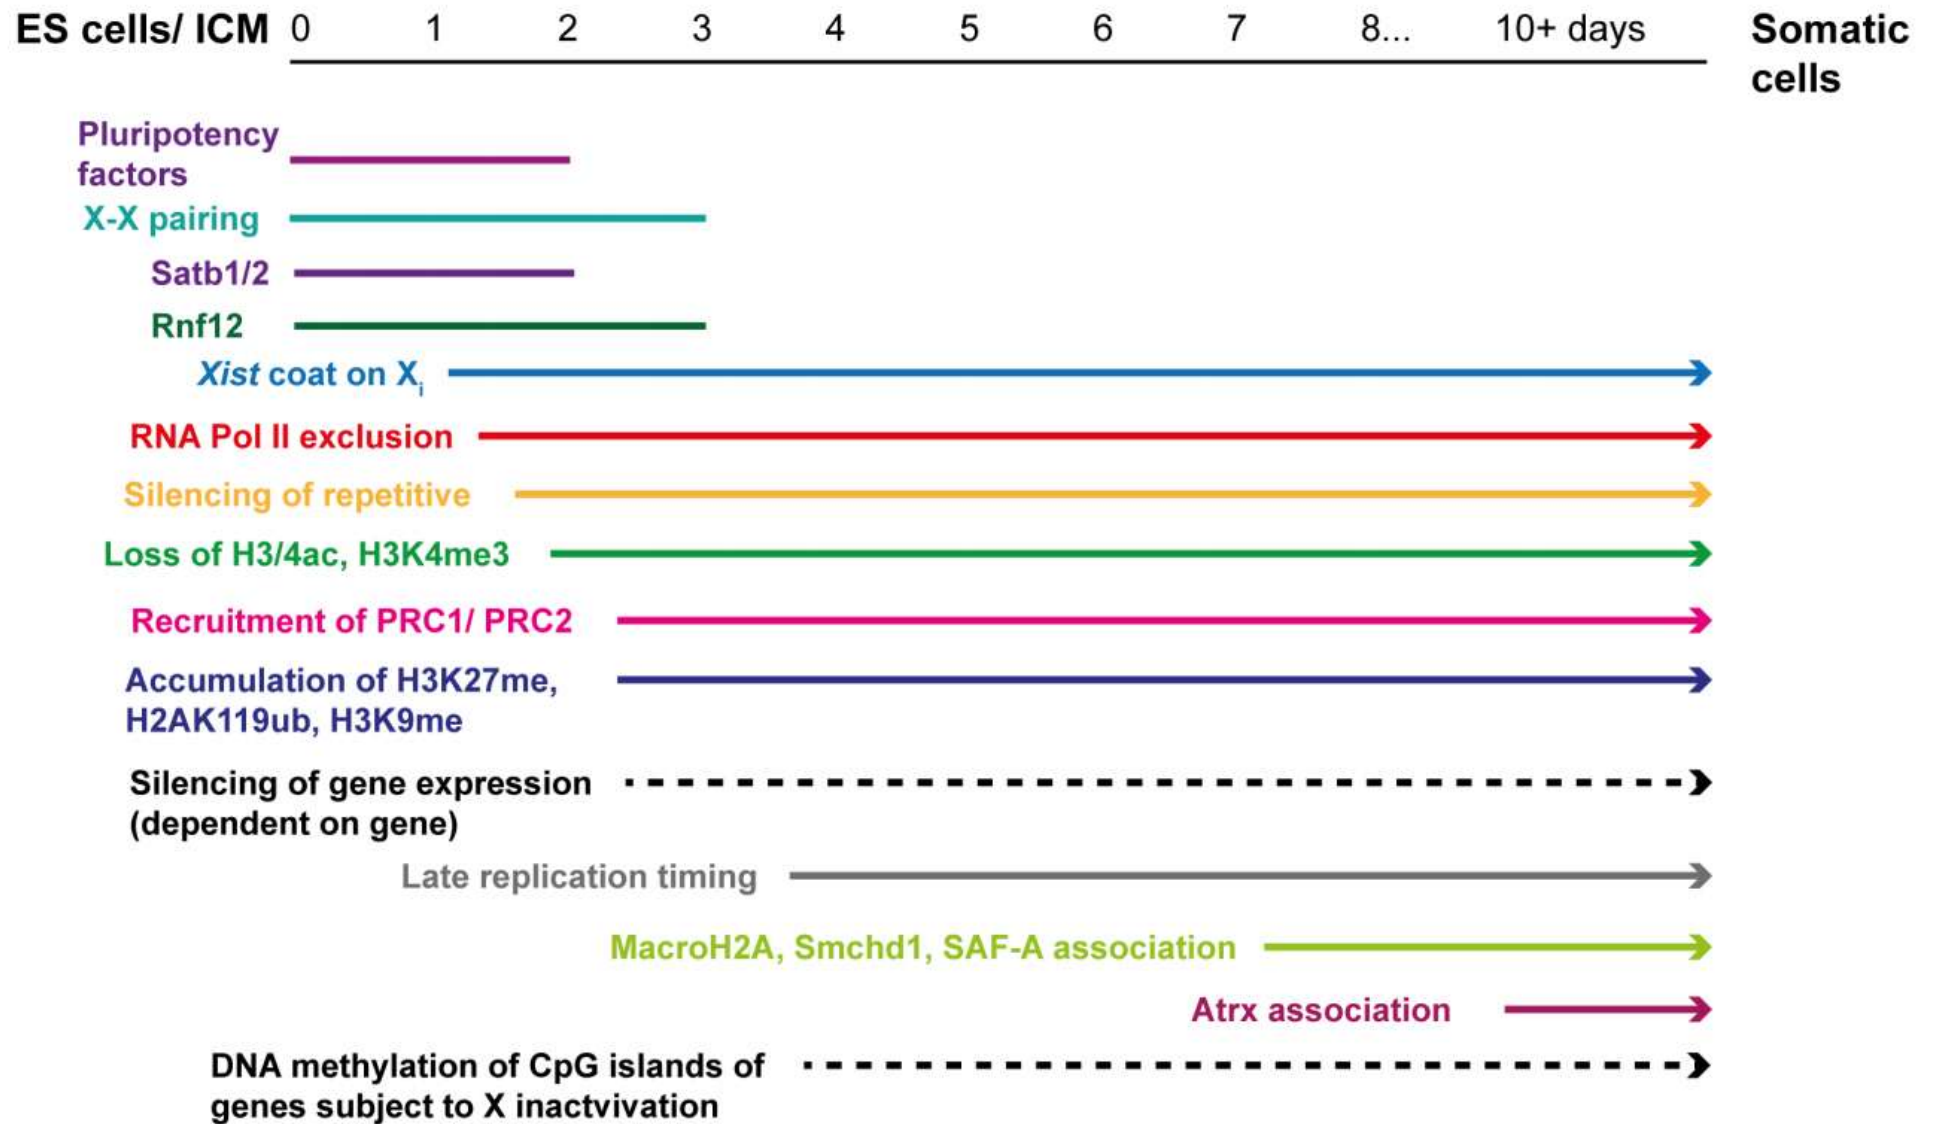 ES cells/ ICM 0 1 2 3 4 5 6 7 8... 10+ days Somatic
cells
Pluripotency
factors
X-X pairing
Satb1/2
Rnf12
Xist coat on Xi
RNA Pol II exclusion
Silencing of repetitive
Loss of H3/4ac, H3K4me3
Recruitment of PRC1/ PRC2
Accumulation of H3K27me,
H2AK119ub, H3K9me
Silencing of gene expression
(dependent on gene)
Late replication timing
MacroH2A, Smchd1, SAF-A association
Atrx association
DNA methylation of CpG islands of
genes subject to X inactvivation